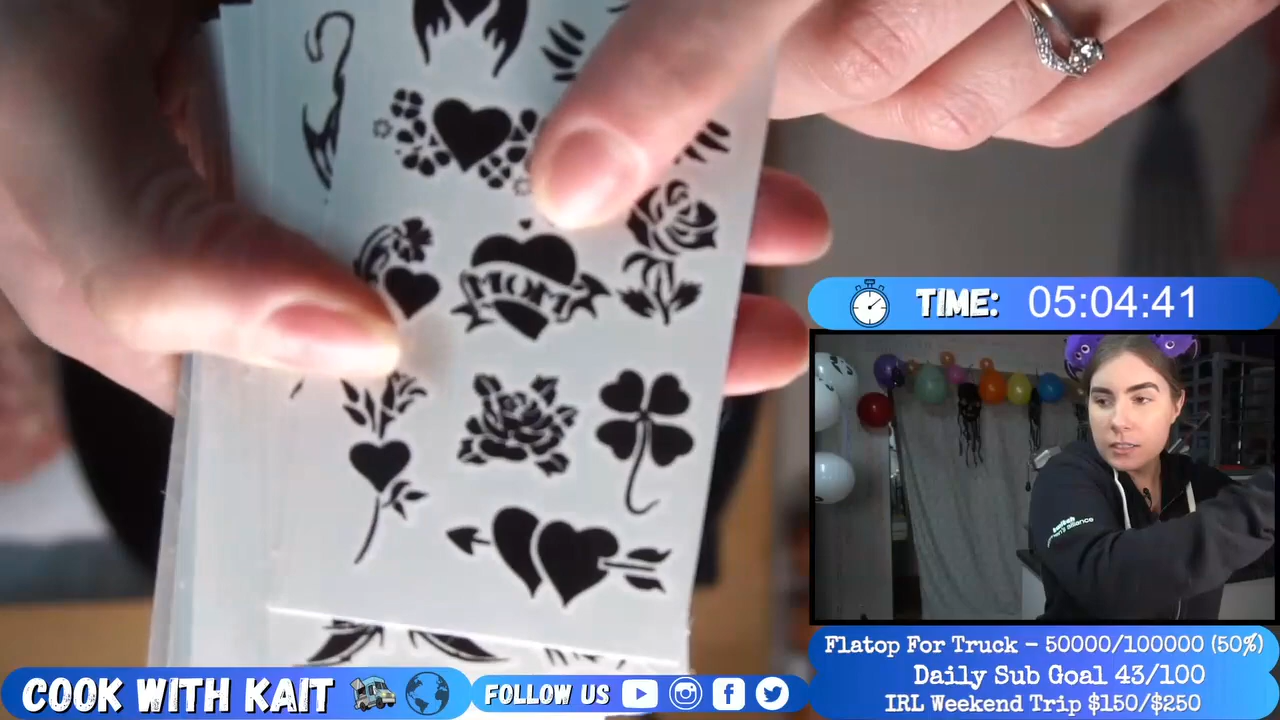 MOM
TIME: 05:04:41
Flatop For Truck - 50000/100000 (50%)
Daily Sub Goal 43/100
IRL Weekend Trip $150/$250
COOK WITH KAIT
FOLLOW US